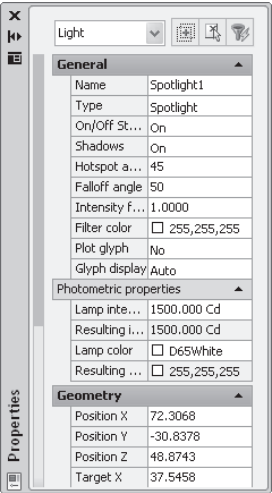 Light
General
Name Spotlight1
Type Spotlight
On/Off St... On
Shadows On
Hotspot a... 45
Falloff angle 50
Intensity f... 1.0000
Filter color 255,255,255
Plot glyph No
Glyph display Auto
Photometric properties
Lamp inte... 1500.000 Cd
Resulting i... 1500.000 Cd
Lamp color D65White
Resulting ... 255,255,255
Geometry
Position X 72.3068
Position Y -30.8378
Position Z 48.8743
Target X 37.5458
Properties